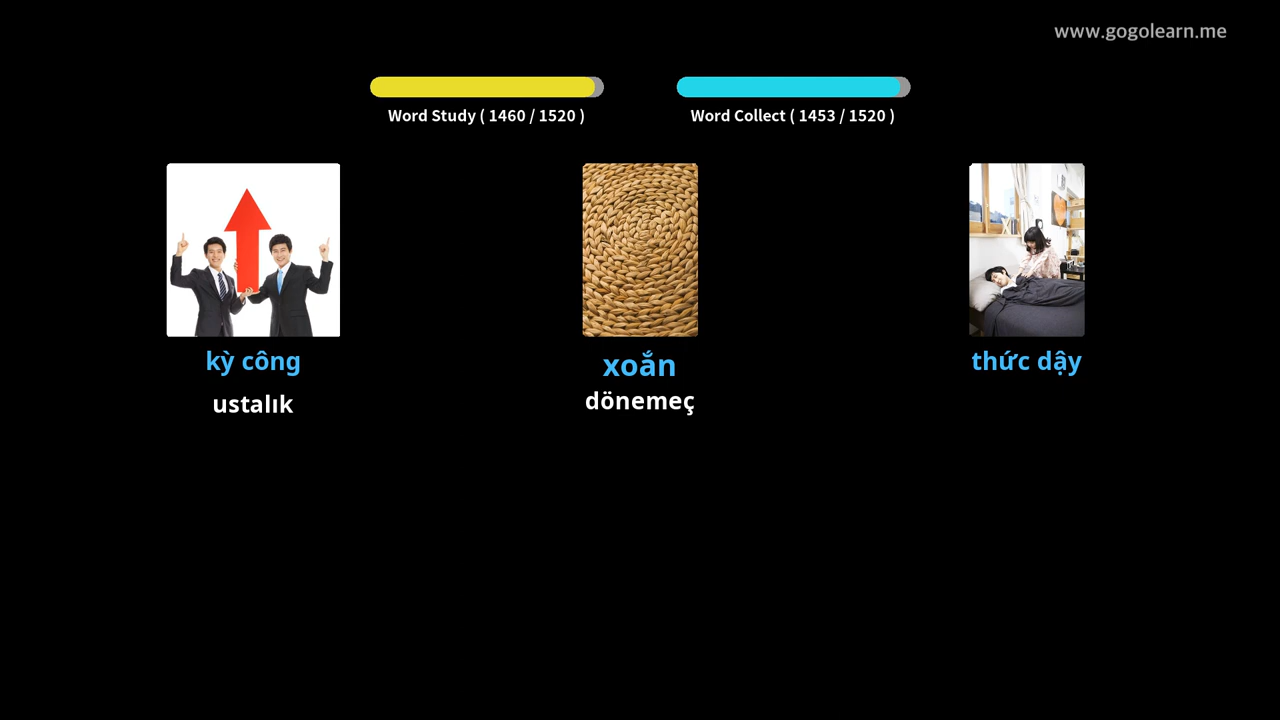 www.gogolearn.me
Word Study ( 1460 / 1520 )
Word Collect ( 1453 / 1520 )
kỳ công
xoắn
thức dậy
ustalık
dönemeç